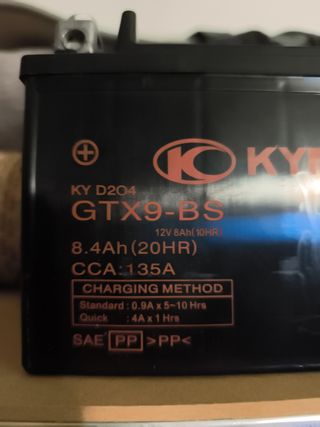 KY
KY D204
GTX9-BS
12V 8Ah(10HR)
8.4Ah(20HR)
CCA:135A
CHARGING METHOD
Standard : 0.9A x 5~10 Hrs
Quick : 4A x 1 Hrs
SAE PP >PP<